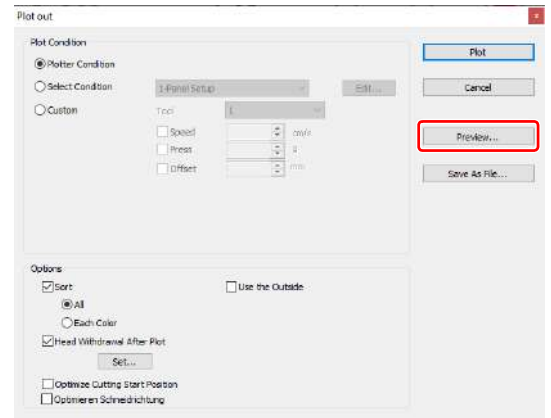 Plot out
Plot Condition
Plotter Condition
Select Condition 1-Panel Setup Edit...
Custom Tool 1
Speed cm/s
Press g
Offset mm
Plot
Cancel
Preview...
Save As File...
Options
Sort Use the Outside
All
Each Color
Head Withdrawal After Plot
Set...
Optimize Cutting Start Position
Optimieren Schneidrichtung